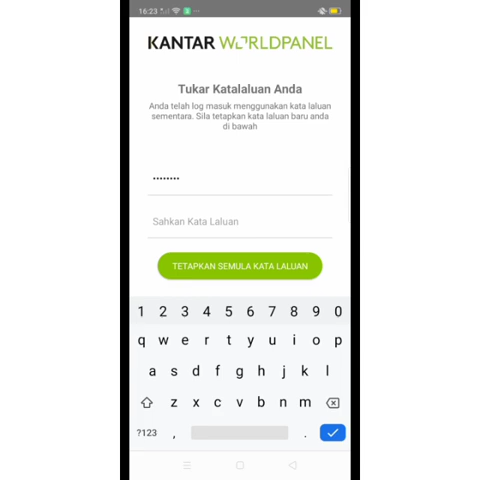 16:23
KANTAR WORLDPANEL
Tukar Katalaluan Anda
Anda telah log masuk menggunakan kata laluan
sementara. Sila tetapkan kata laluan baru anda
di bawah
••••••••
Sahkan Kata Laluan
TETAPKAN SEMULA KATA LALUAN
1 2 3 4 5 6 7 8 9 0
q w e r t y u i o p
a s d f g h j k l
z x c v b n m
?123 , .